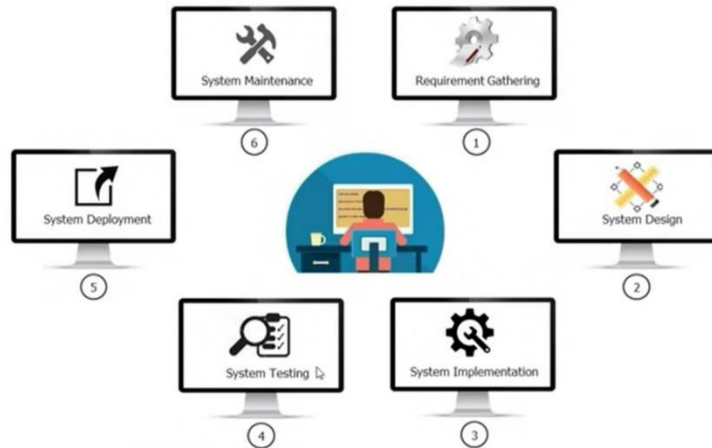 System Maintenance
6
Requirement Gathering
1
System Deployment
5
System Design
2
System Testing
4
System Implementation
3